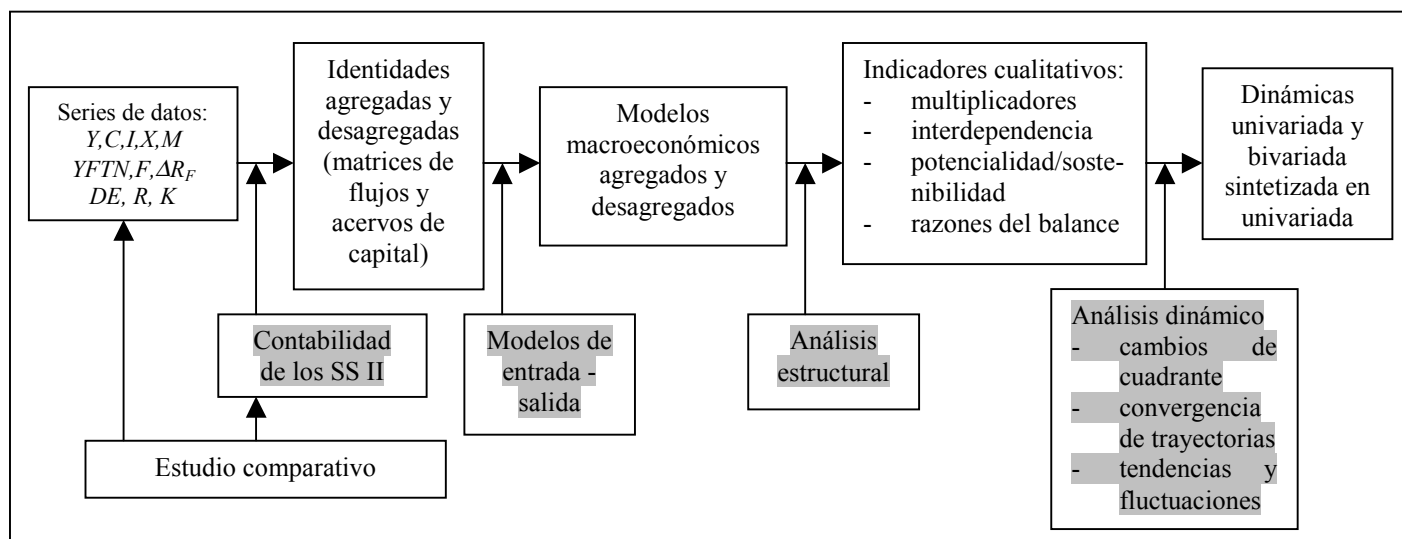 Series de datos:
Y,C,I,X,M
YFTN,F,ΔR_F
DE, R, K
Identidades
agregadas y
desagregadas
(matrices de
flujos y
acervos de
capital)
Modelos
macroeconómicos
agregados y
desagregados
Indicadores cualitativos:
- multiplicadores
- interdependencia
- potencialidad/soste-
nibilidad
- razones del balance
Dinámicas
univariada y
bivariada
sintetizada en
univariada
Contabilidad
de los SS II
Modelos de
entrada -
salida
Análisis
estructural
Análisis dinámico
- cambios de
cuadrante
- convergencia
de trayectorias
- tendencias y
fluctuaciones
Estudio comparativo